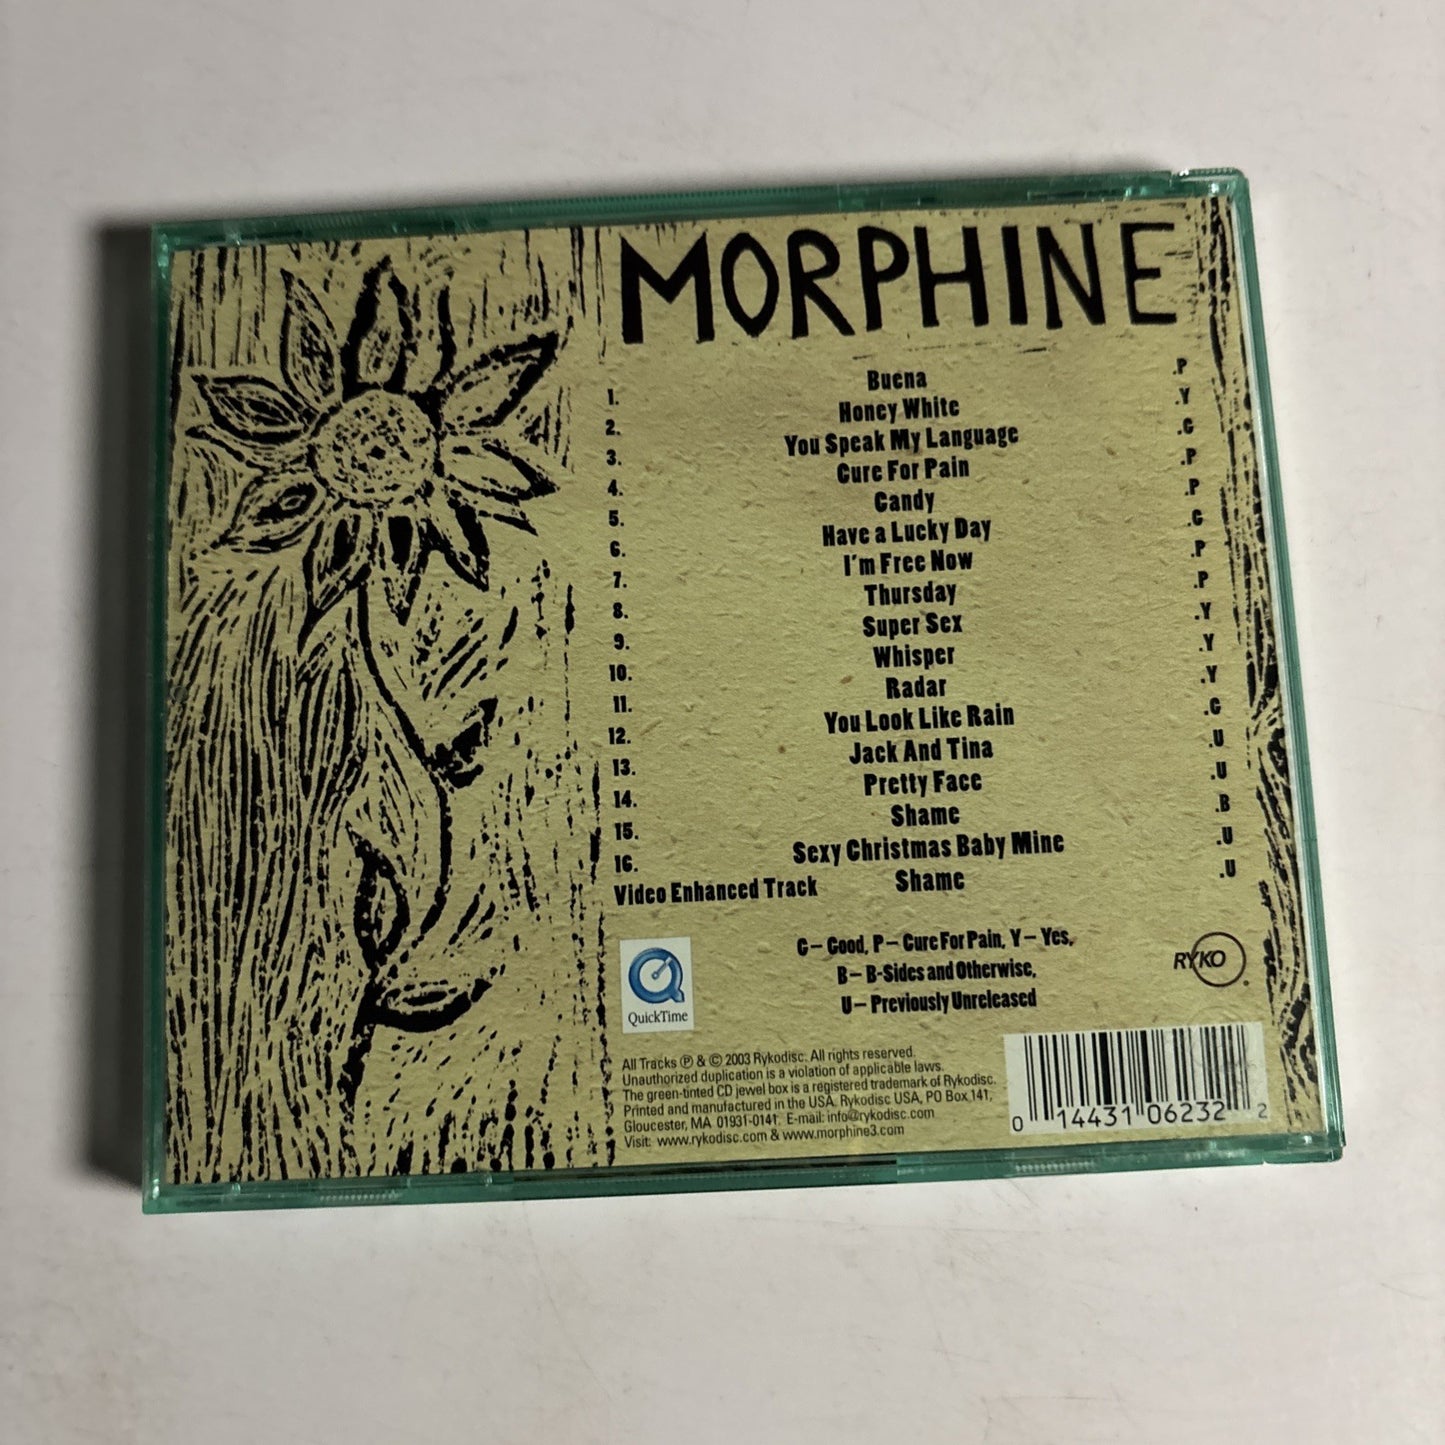 MORPHINE
1. Buena .P
2. Honey White .Y
3. You Speak My Language .G
4. Cure For Pain .P
5. Candy .P
6. Have a Lucky Day .G
7. I'm Free Now .P
8. Thursday .P
9. Super Sex .Y
10. Whisper .Y
11. Radar .Y
12. You Look Like Rain .G
13. Jack And Tina .U
14. Pretty Face .U
15. Shame .B
16. Sexy Christmas Baby Mine .U
Video Enhanced Track Shame .U
G – Good, P – Cure For Pain, Y – Yes,
B – B-Sides and Otherwise,
U – Previously Unreleased
QuickTime
RYKO
All Tracks ℗ & © 2003 Rykodisc. All rights reserved.
Unauthorized duplication is a violation of applicable laws.
The green-tinted CD jewel box is a registered trademark of Rykodisc.
Printed and manufactured in the USA. Rykodisc USA, PO Box 141,
Gloucester, MA 01931-0141. E-mail: info@rykodisc.com
Visit: www.rykodisc.com & www.morphine3.com
0 14431 06232 2